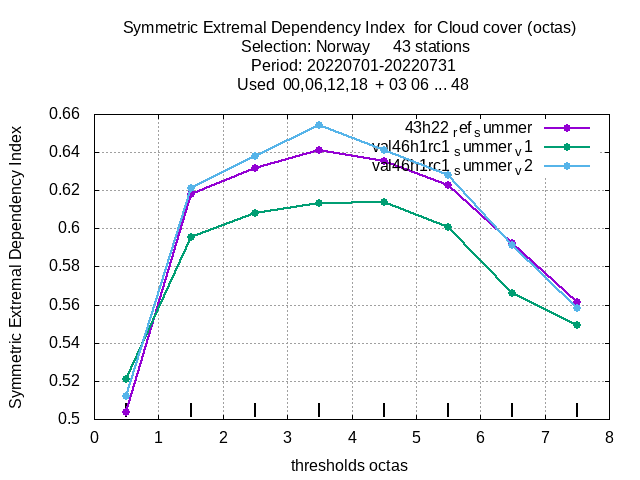 Symmetric Extremal Dependency Index  for Cloud cover (octas)
Selection: Norway     43 stations
Period: 20220701-20220731
Used  00,06,12,18  + 03 06 ... 48
Symmetric Extremal Dependency Index
0.66
0.64
0.62
0.6
0.58
0.56
0.54
0.52
0.5
43h22_ref_summer
val46h1rc1_summer_v1
val46h1rc1_summer_v2
0 1 2 3 4 5 6 7 8
thresholds octas